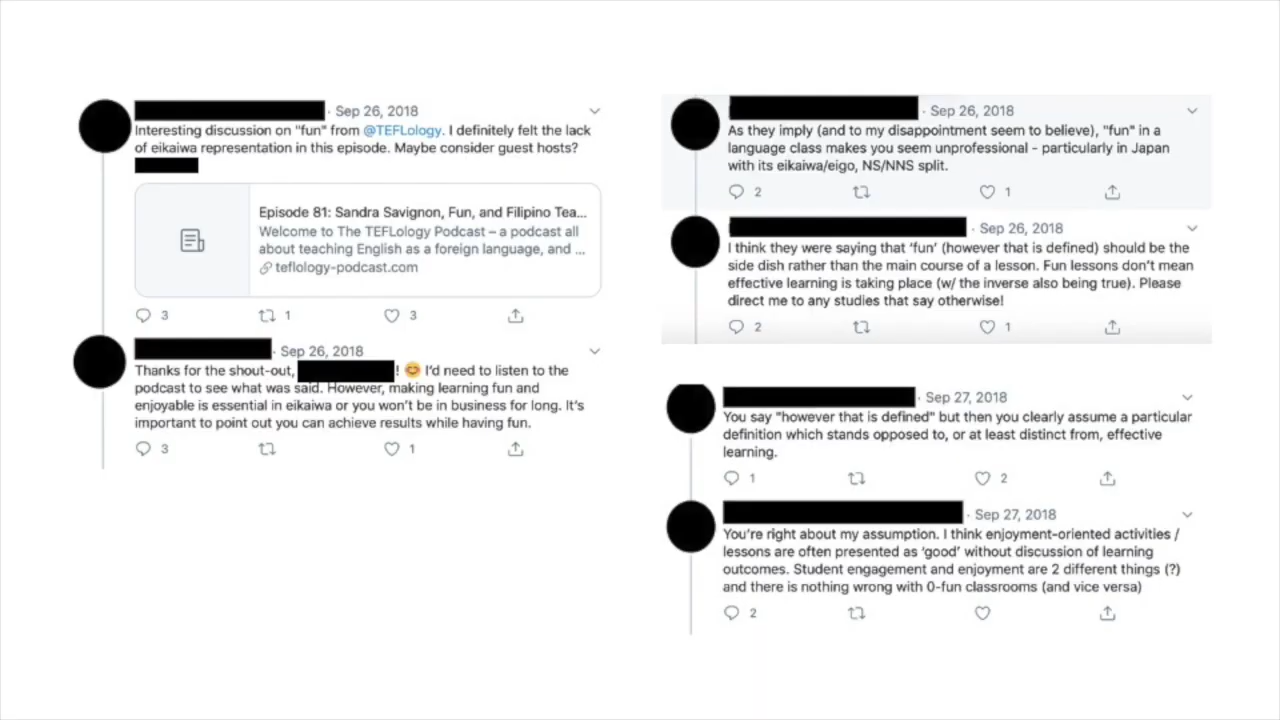 · Sep 26, 2018
Interesting discussion on "fun" from @TEFLology. I definitely felt the lack
of eikaiwa representation in this episode. Maybe consider guest hosts?
Episode 81: Sandra Savignon, Fun, and Filipino Tea...
Welcome to The TEFLology Podcast – a podcast all
about teaching English as a foreign language, and ...
teflology-podcast.com
3 1 3
· Sep 26, 2018
Thanks for the shout-out, ! 😊 I'd need to listen to the
podcast to see what was said. However, making learning fun and
enjoyable is essential in eikaiwa or you won't be in business for long. It's
important to point out you can achieve results while having fun.
3 1
· Sep 26, 2018
As they imply (and to my disappointment seem to believe), "fun" in a
language class makes you seem unprofessional - particularly in Japan
with its eikaiwa/eigo, NS/NNS split.
2 1
· Sep 26, 2018
I think they were saying that 'fun' (however that is defined) should be the
side dish rather than the main course of a lesson. Fun lessons don't mean
effective learning is taking place (w/ the inverse also being true). Please
direct me to any studies that say otherwise!
2 1
· Sep 27, 2018
You say "however that is defined" but then you clearly assume a particular
definition which stands opposed to, or at least distinct from, effective
learning.
1 2
· Sep 27, 2018
You're right about my assumption. I think enjoyment-oriented activities /
lessons are often presented as 'good' without discussion of learning
outcomes. Student engagement and enjoyment are 2 different things (?)
and there is nothing wrong with 0-fun classrooms (and vice versa)
2